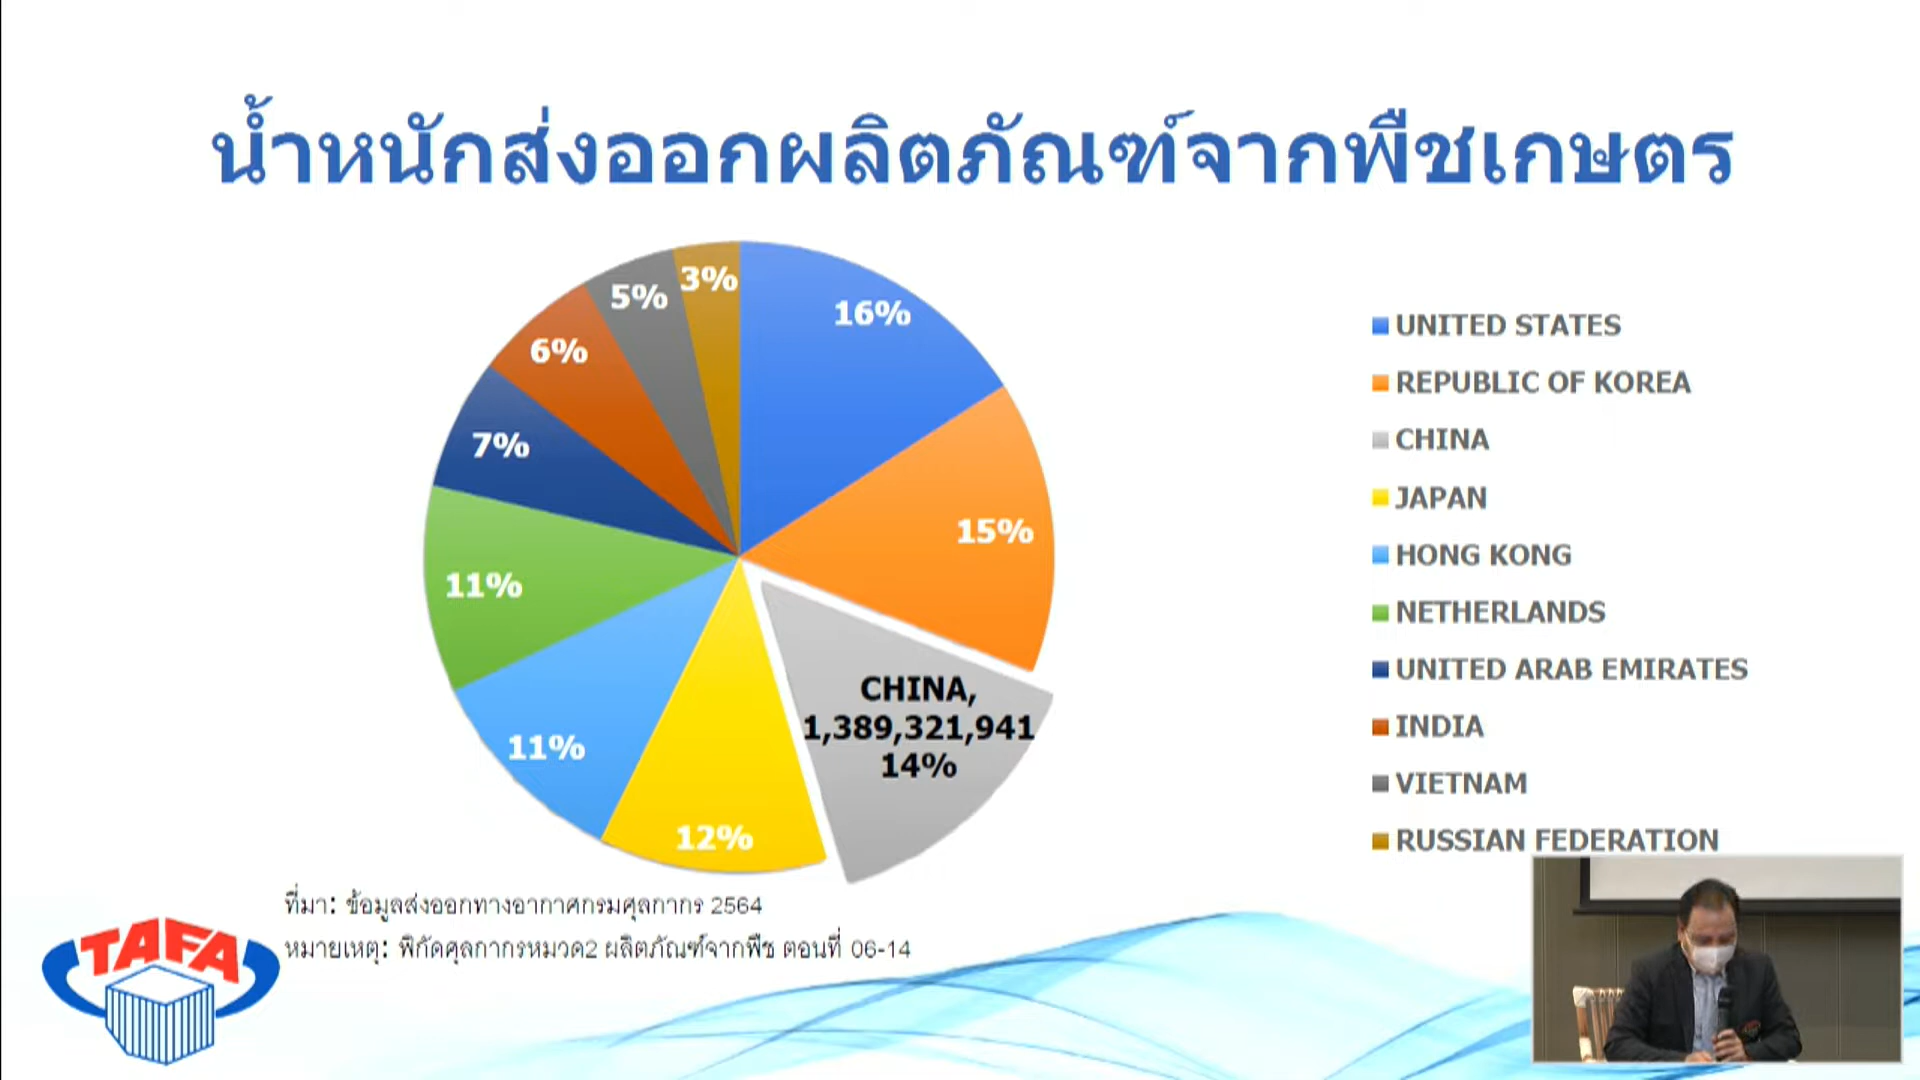 น้ำหนักส่งออกผลิตภัณฑ์จากพืชเกษตร
3%
5%
16%
6%
7%
15%
11%
CHINA,
1,389,321,941
14%
11%
12%
UNITED STATES
REPUBLIC OF KOREA
CHINA
JAPAN
HONG KONG
NETHERLANDS
UNITED ARAB EMIRATES
INDIA
VIETNAM
RUSSIAN FEDERATION
ที่มา: ข้อมูลส่งออกทางอากาศกรมศุลกากร 2564
หมายเหตุ: พิกัดศุลกากรหมวด2 ผลิตภัณฑ์จากพืช ตอนที่ 06-14
TAFA